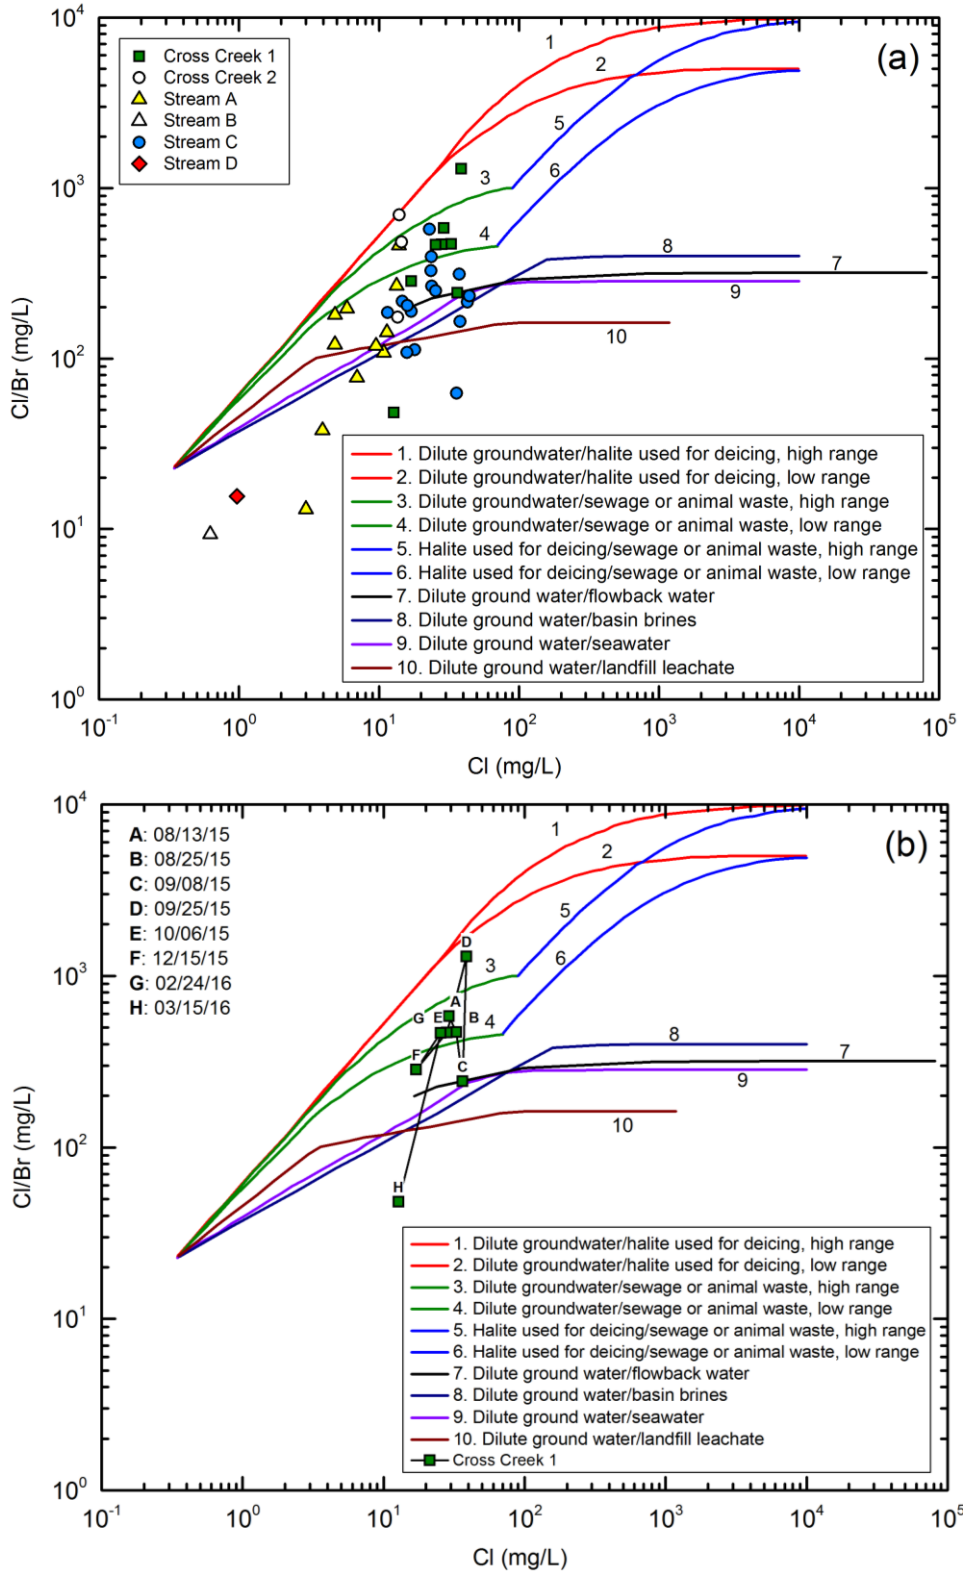 10⁴
(a)
Cross Creek 1
Cross Creek 2
Stream A
Stream B
Stream C
Stream D
1
2
5
6
3
4
8
7
9
10
10³
10²
10¹
10⁰
Cl/Br (mg/L)
1. Dilute groundwater/halite used for deicing, high range
2. Dilute groundwater/halite used for deicing, low range
3. Dilute groundwater/sewage or animal waste, high range
4. Dilute groundwater/sewage or animal waste, low range
5. Halite used for deicing/sewage or animal waste, high range
6. Halite used for deicing/sewage or animal waste, low range
7. Dilute ground water/flowback water
8. Dilute ground water/basin brines
9. Dilute ground water/seawater
10. Dilute ground water/landfill leachate
10⁻¹ 10⁰ 10¹ 10² 10³ 10⁴ 10⁵
Cl (mg/L)
10⁴
(b)
A: 08/13/15
B: 08/25/15
C: 09/08/15
D: 09/25/15
E: 10/06/15
F: 12/15/15
G: 02/24/16
H: 03/15/16
1
2
5
D
6
3
A
G E B 4
F
C
8
7
9
10
H
10³
10²
10¹
10⁰
Cl/Br (mg/L)
1. Dilute groundwater/halite used for deicing, high range
2. Dilute groundwater/halite used for deicing, low range
3. Dilute groundwater/sewage or animal waste, high range
4. Dilute groundwater/sewage or animal waste, low range
5. Halite used for deicing/sewage or animal waste, high range
6. Halite used for deicing/sewage or animal waste, low range
7. Dilute ground water/flowback water
8. Dilute ground water/basin brines
9. Dilute ground water/seawater
10. Dilute ground water/landfill leachate
Cross Creek 1
10⁻¹ 10⁰ 10¹ 10² 10³ 10⁴ 10⁵
Cl (mg/L)